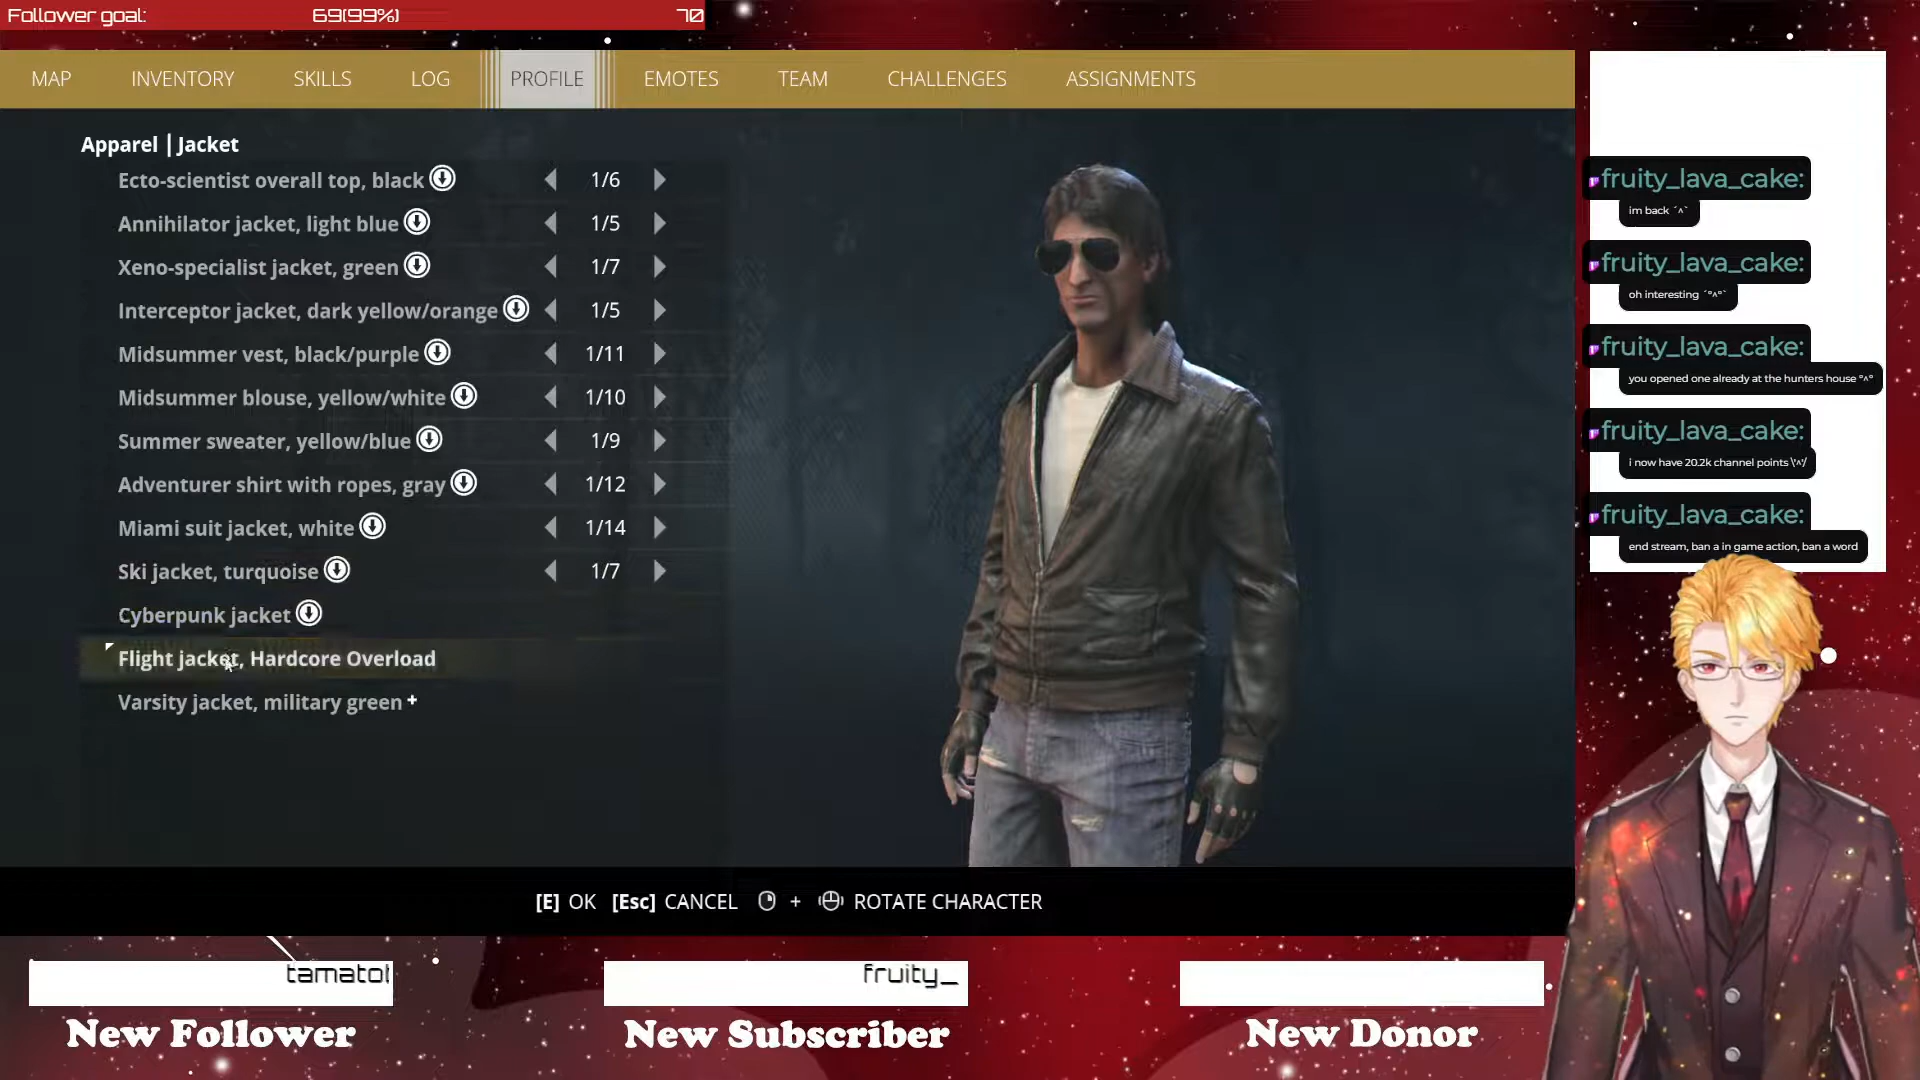 Follower goal: 69(99%) 70
MAP INVENTORY SKILLS LOG PROFILE EMOTES TEAM CHALLENGES ASSIGNMENTS
Apparel | Jacket
Ecto-scientist overall top, black 1/6
Annihilator jacket, light blue 1/5
Xeno-specialist jacket, green 1/7
Interceptor jacket, dark yellow/orange 1/5
Midsummer vest, black/purple 1/11
Midsummer blouse, yellow/white 1/10
Summer sweater, yellow/blue 1/9
Adventurer shirt with ropes, gray 1/12
Miami suit jacket, white 1/14
Ski jacket, turquoise 1/7
Cyberpunk jacket
Flight jacket, Hardcore Overload
Varsity jacket, military green +
[E] OK [Esc] CANCEL + ROTATE CHARACTER
fruity_lava_cake:
im back ´^`
fruity_lava_cake:
oh interesting ´°^°`
fruity_lava_cake:
you opened one already at the hunters house °^°
fruity_lava_cake:
i now have 20.2k channel points \'^'/
fruity_lava_cake:
end stream, ban a in game action, ban a word
tamato
New Follower
fruity_
New Subscriber
New Donor